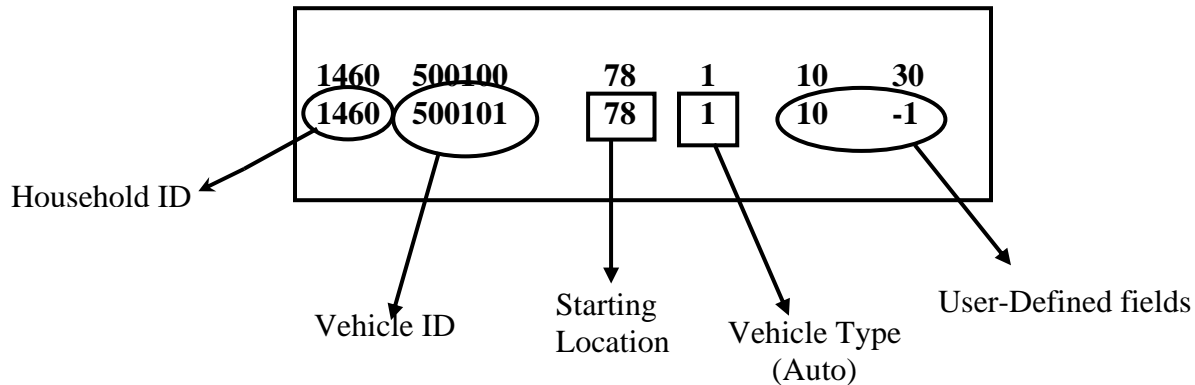 1460 500100 78 1 10 30
1460 500101 78 1 10 -1
Household ID
Vehicle ID
Starting
Location
Vehicle Type
(Auto)
User-Defined fields